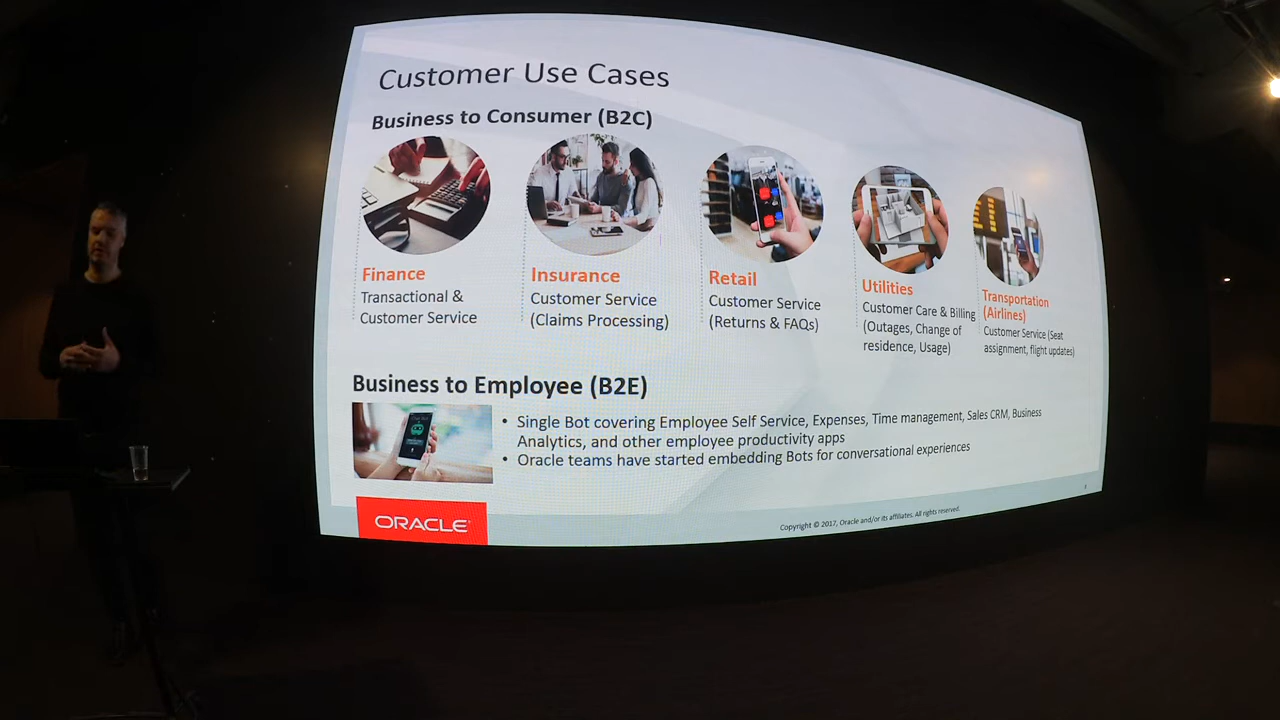 Customer Use Cases
Business to Consumer (B2C)
Finance
Transactional &
Customer Service
Insurance
Customer Service
(Claims Processing)
Retail
Customer Service
(Returns & FAQs)
Utilities
Customer Care & Billing
(Outages, Change of
residence, Usage)
Transportation
(Airlines)
Customer Service (Seat
assignment, flight updates)
Business to Employee (B2E)
• Single Bot covering Employee Self Service, Expenses, Time management, Sales CRM, Business
Analytics, and other employee productivity apps
• Oracle teams have started embedding Bots for conversational experiences
ORACLE
Copyright © 2017, Oracle and/or its affiliates. All rights reserved.